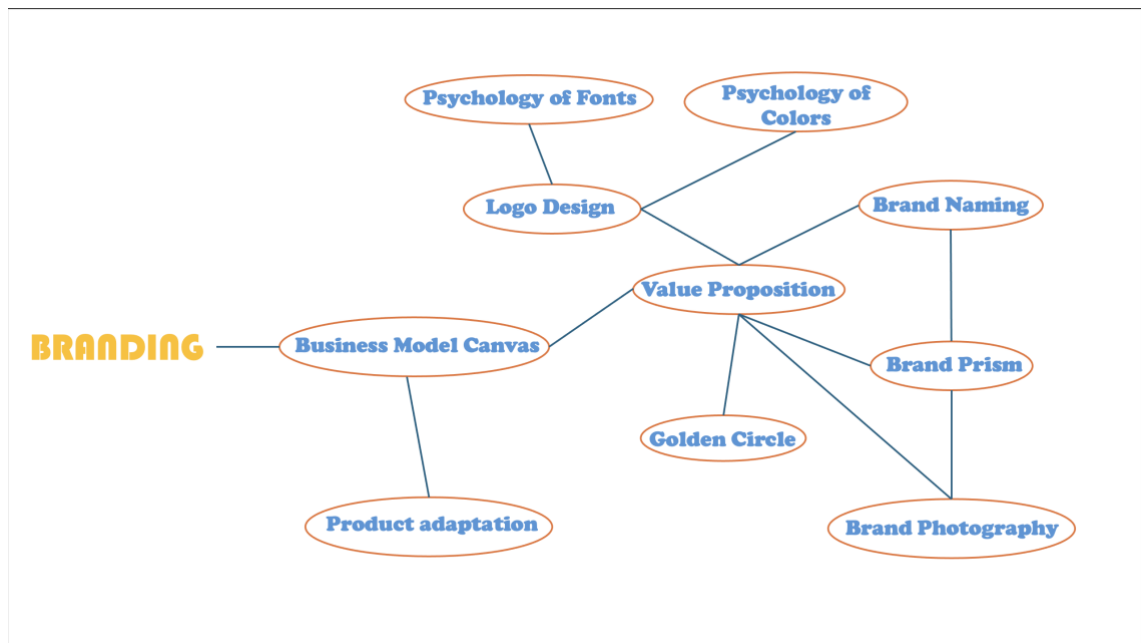 Psychology of Fonts
Psychology of
Colors
Logo Design
Brand Naming
Value Proposition
BRANDING
Business Model Canvas
Brand Prism
Golden Circle
Product adaptation
Brand Photography